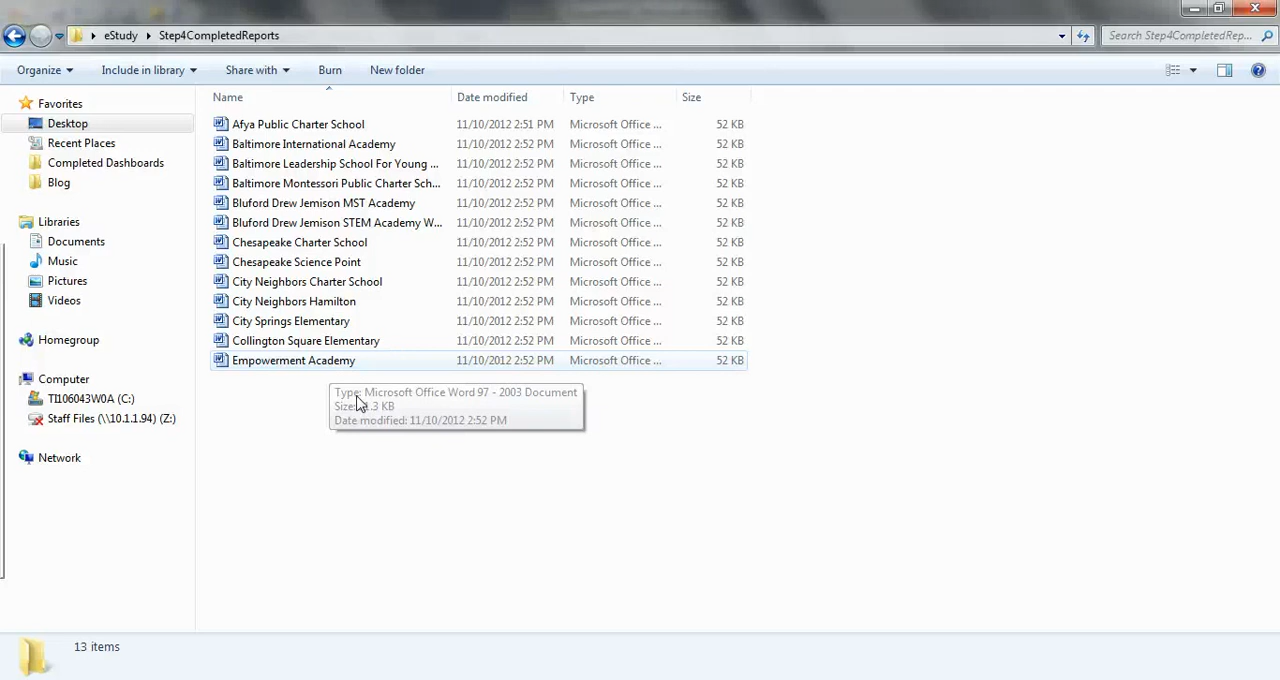 eStudy Step4CompletedReports Search Step4CompletedRep...
Organize Include in library Share with Burn New folder
Name Date modified Type Size
Favorites
Desktop
Recent Places
Completed Dashboards
Blog
Libraries
Documents
Music
Pictures
Videos
Homegroup
Computer
TI106043W0A (C:)
Staff Files (\\10.1.1.94) (Z:)
Network
Afya Public Charter School 11/10/2012 2:51 PM Microsoft Office ... 52 KB
Baltimore International Academy 11/10/2012 2:52 PM Microsoft Office ... 52 KB
Baltimore Leadership School For Young ... 11/10/2012 2:52 PM Microsoft Office ... 52 KB
Baltimore Montessori Public Charter Sch... 11/10/2012 2:52 PM Microsoft Office ... 52 KB
Bluford Drew Jemison MST Academy 11/10/2012 2:52 PM Microsoft Office ... 52 KB
Bluford Drew Jemison STEM Academy W... 11/10/2012 2:52 PM Microsoft Office ... 52 KB
Chesapeake Charter School 11/10/2012 2:52 PM Microsoft Office ... 52 KB
Chesapeake Science Point 11/10/2012 2:52 PM Microsoft Office ... 52 KB
City Neighbors Charter School 11/10/2012 2:52 PM Microsoft Office ... 52 KB
City Neighbors Hamilton 11/10/2012 2:52 PM Microsoft Office ... 52 KB
City Springs Elementary 11/10/2012 2:52 PM Microsoft Office ... 52 KB
Collington Square Elementary 11/10/2012 2:52 PM Microsoft Office ... 52 KB
Empowerment Academy 11/10/2012 2:52 PM Microsoft Office ... 52 KB
Type: Microsoft Office Word 97 - 2003 Document
Size: KB
Date modified: 11/10/2012 2:52 PM
13 items